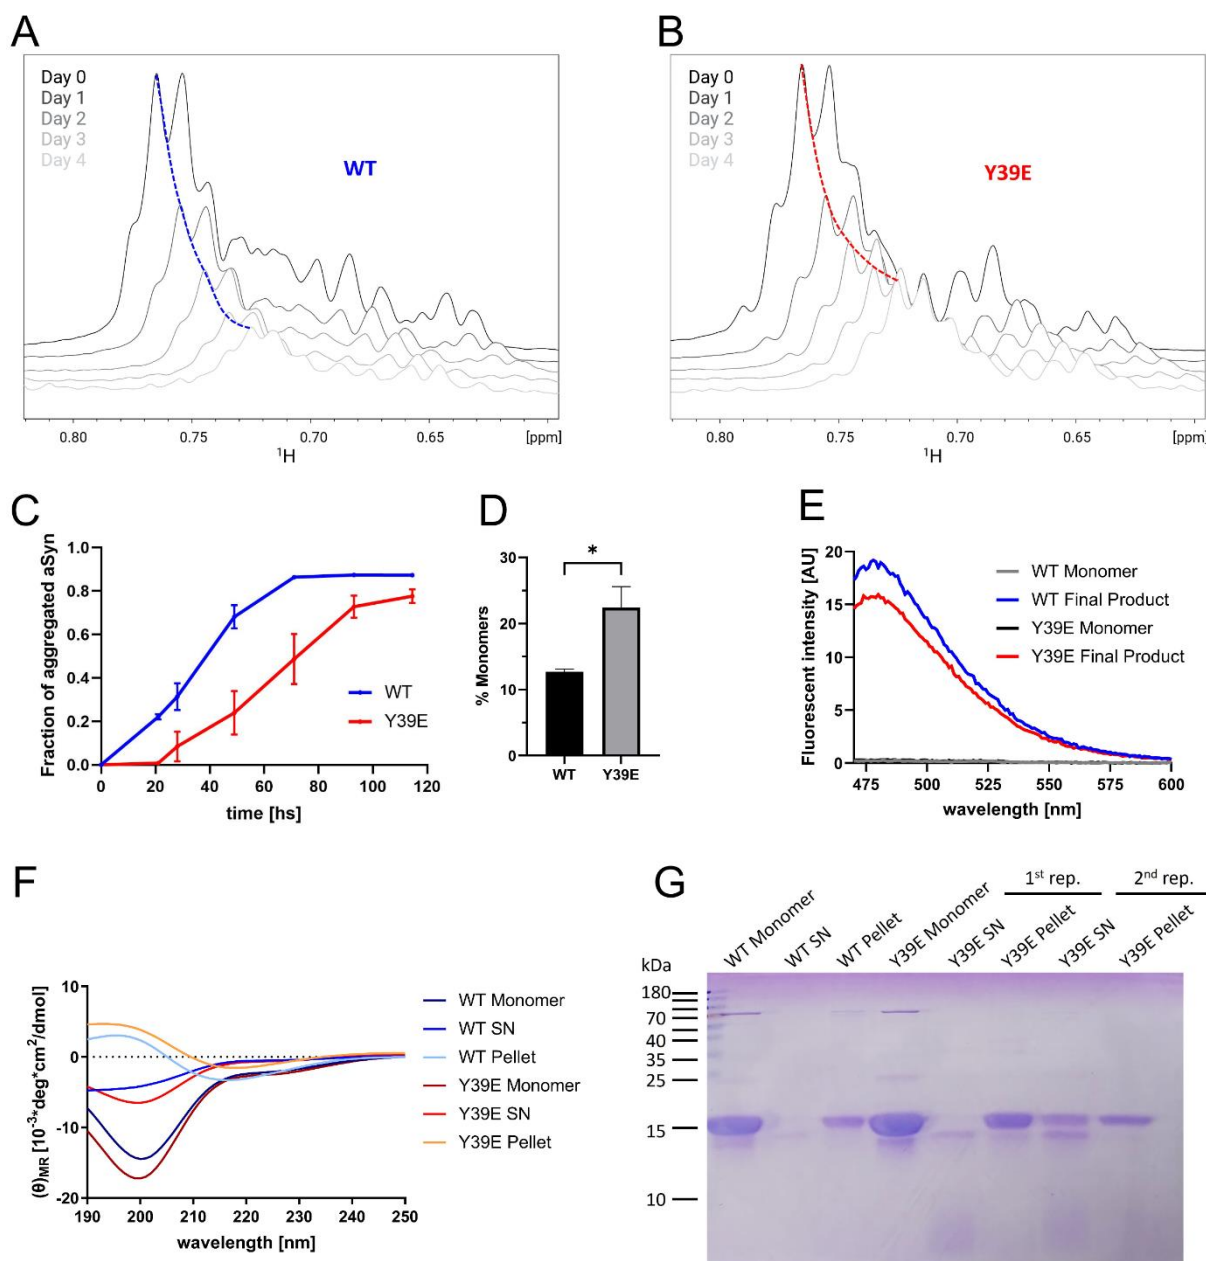 A
Day 0
Day 1
Day 2
Day 3
Day 4
WT
0.80
0.75
0.70
0.65
[ppm]
¹H
B
Day 0
Day 1
Day 2
Day 3
Day 4
Y39E
0.80
0.75
0.70
0.65
[ppm]
¹H
C
Fraction of aggregated aSyn
1.0
0.8
0.6
0.4
0.2
0.0
WT
Y39E
0
20
40
60
80
100
120
time [hs]
D
% Monomers
30
20
10
0
*
WT
Y39E
E
Fluorescent intensity [AU]
20
15
10
5
0
WT Monomer
WT Final Product
Y39E Monomer
Y39E Final Product
475
500
525
550
575
600
wavelength [nm]
F
(θ)MR [10⁻³*deg*cm²/dmol]
10
0
-10
-20
WT Monomer
WT SN
WT Pellet
Y39E Monomer
Y39E SN
Y39E Pellet
190
200
210
220
230
240
250
wavelength [nm]
G
1st rep.
2nd rep.
WT Monomer
WT SN
WT Pellet
Y39E Monomer
Y39E SN
Y39E Pellet
Y39E SN
Y39E Pellet
kDa
180
70
40
35
25
15
10